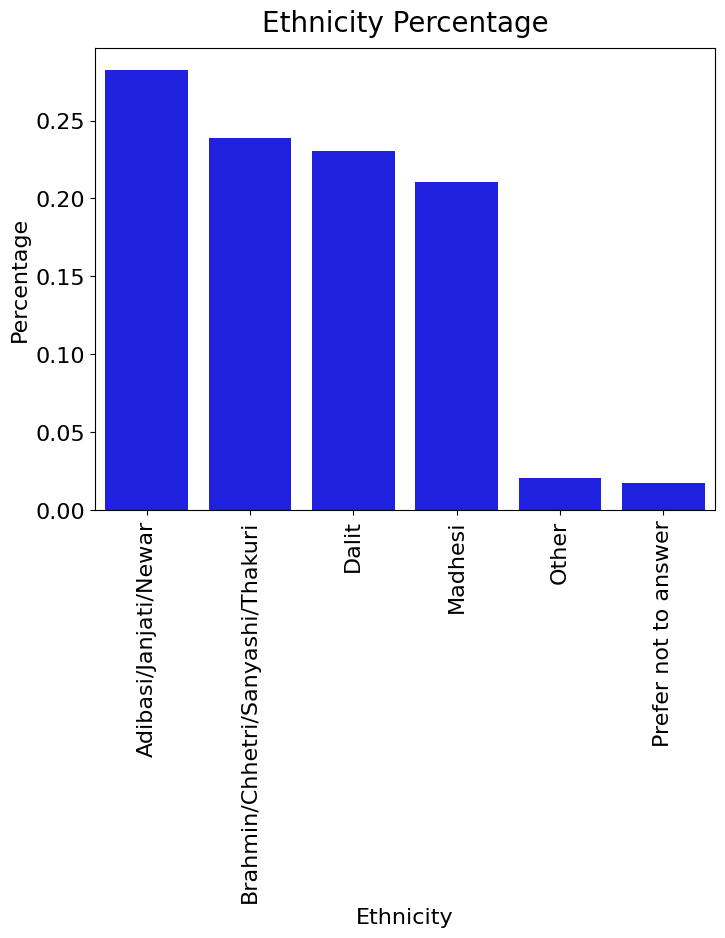 Ethnicity Percentage
Percentage
0.25
0.20
0.15
0.10
0.05
0.00
Adibasi/Janjati/Newar
Brahmin/Chhetri/Sanyashi/Thakuri
Dalit
Madhesi
Other
Prefer not to answer
Ethnicity